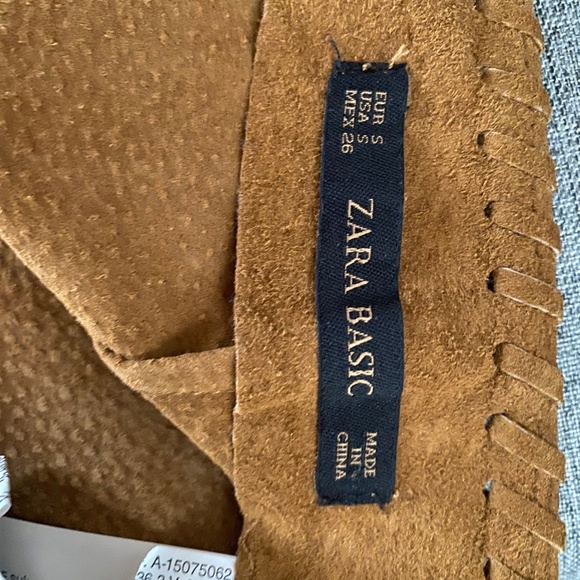 EUR S
USA S
MEX 26
ZARA BASIC
MADE
IN
CHINA
A-15075062